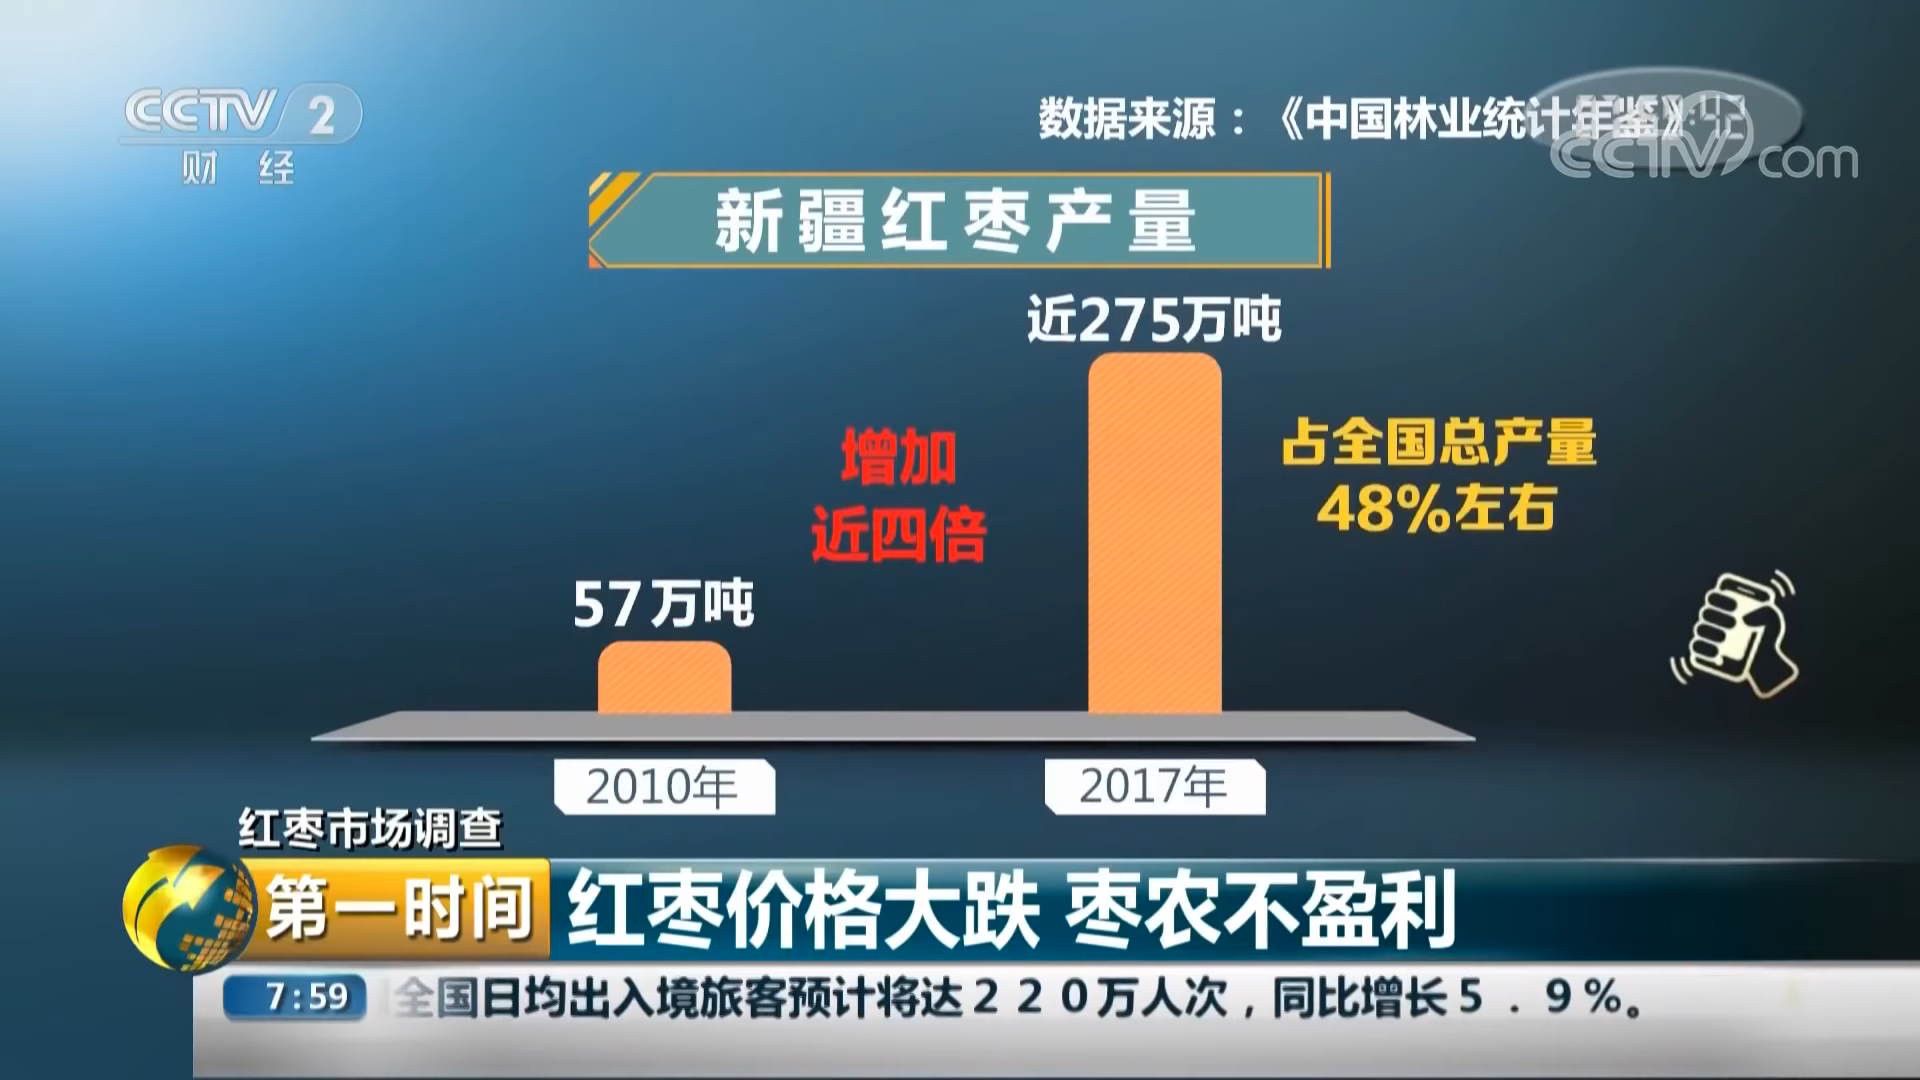 CCTV 2
财 经
数据来源：《中国林业统计年鉴》
CCTV com
新疆红枣产量
近275万吨
57万吨
增加
近四倍
占全国总产量
48%左右
2010年
2017年
红枣市场调查
第一时间
红枣价格大跌 枣农不盈利
7:59
全国日均出入境旅客预计将达２２０万人次，同比增长５．９％。